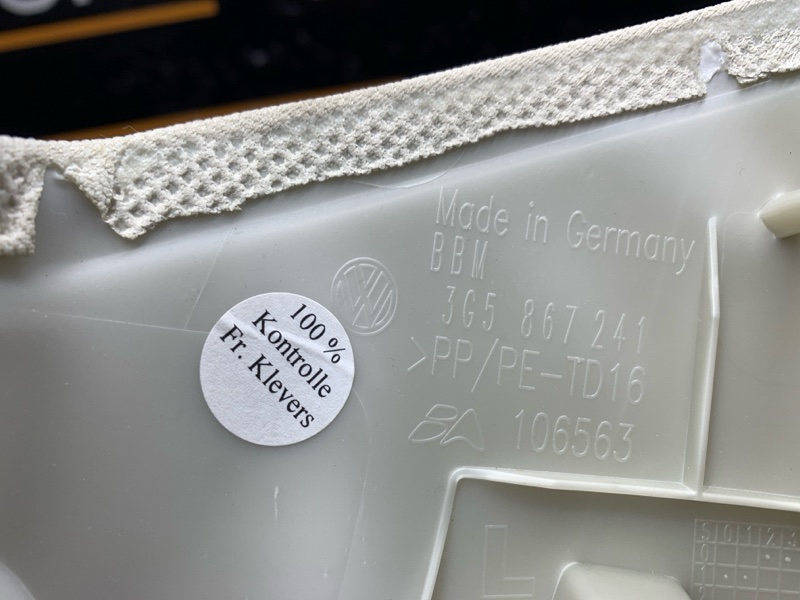 Made in Germany
BBM
3G5 867 241
>PP/PE-TD16
106563
100 %
Kontrolle
Fr. Klevers
L